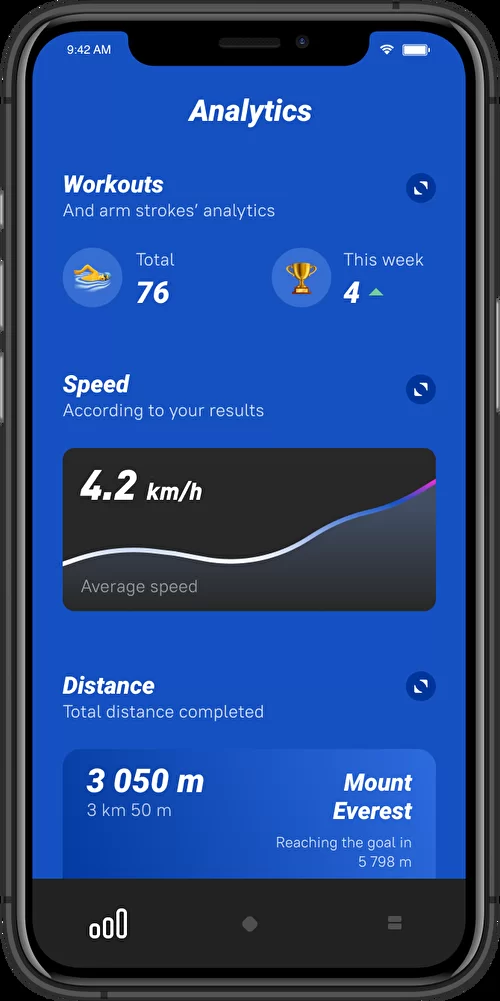 9:42 AM
Analytics
Workouts
And arm strokes’ analytics
Total
76
This week
4
Speed
According to your results
4.2 km/h
Average speed
Distance
Total distance completed
3 050 m
3 km 50 m
Mount
Everest
Reaching the goal in
5 798 m